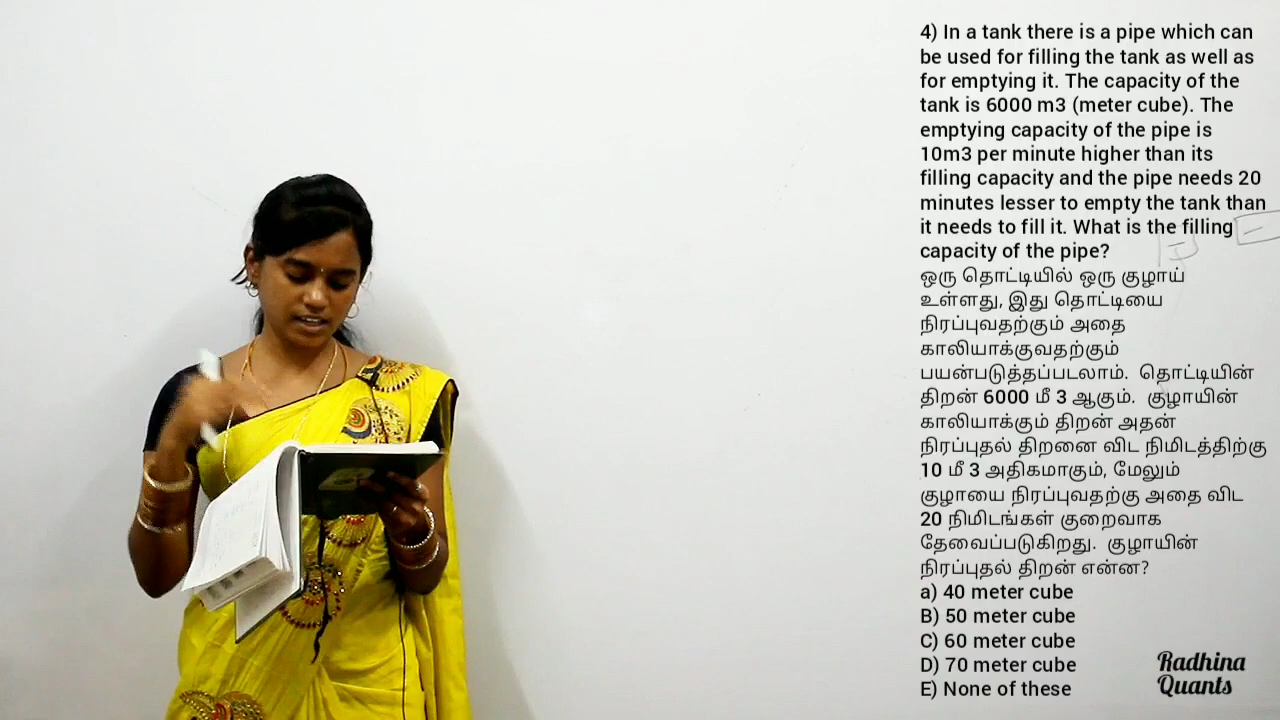 4) In a tank there is a pipe which can
be used for filling the tank as well as
for emptying it. The capacity of the
tank is 6000 m3 (meter cube). The
emptying capacity of the pipe is
10m3 per minute higher than its
filling capacity and the pipe needs 20
minutes lesser to empty the tank than
it needs to fill it. What is the filling
capacity of the pipe?
ஒரு தொட்டியில் ஒரு குழாய்
உள்ளது, இது தொட்டியை
நிரப்புவதற்கும் அதை
காலியாக்குவதற்கும்
பயன்படுத்தப்படலாம்.  தொட்டியின்
திறன் 6000 மீ 3 ஆகும்.  குழாயின்
காலியாக்கும் திறன் அதன்
நிரப்புதல் திறனை விட நிமிடத்திற்கு
10 மீ 3 அதிகமாகும், மேலும்
குழாயை நிரப்புவதற்கு அதை விட
20 நிமிடங்கள் குறைவாக
தேவைப்படுகிறது.  குழாயின்
நிரப்புதல் திறன் என்ன?
a) 40 meter cube
B) 50 meter cube
C) 60 meter cube
D) 70 meter cube
E) None of these
Radhina
Quants